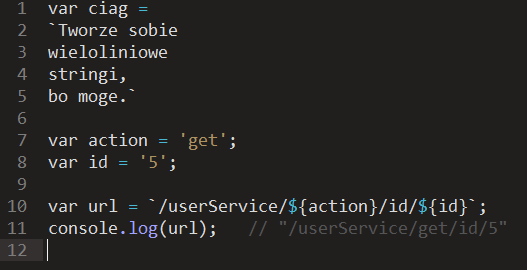 1 var ciag =
2 `Tworze sobie
3 wieloliniowe
4 stringi,
5 bo moge.`
6
7 var action = 'get';
8 var id = '5';
9
10 var url = `/userService/${action}/id/${id}`;
11 console.log(url);   // "/userService/get/id/5"
12